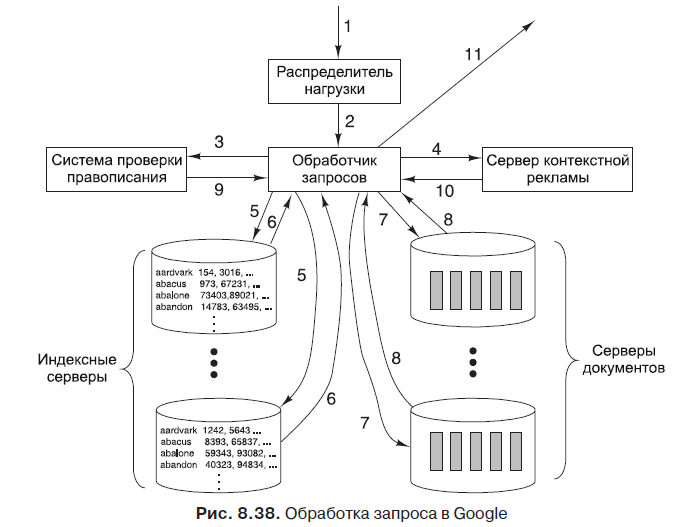 1
11
Распределитель
нагрузки
2
3
4
Система проверки
правописания
Обработчик
запросов
Сервер контекстной
рекламы
9
10
5
6
7
8
aardvark 154, 3016, ...
abacus 973, 67231, ...
abalone 73403,89021, ...
abandon 14783, 63495, ...
5
Индексные
серверы
Серверы
документов
8
6
7
aardvark 1242, 5643 ...
abacus 8393, 65837, ...
abalone 59343, 93082, ...
abandon 40323, 94834, ...
Рис. 8.38. Обработка запроса в Google